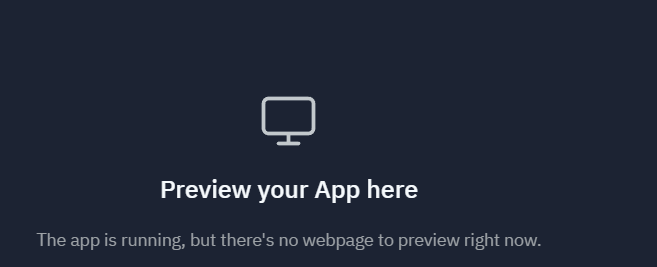 Preview your App here
The app is running, but there's no webpage to preview right now.